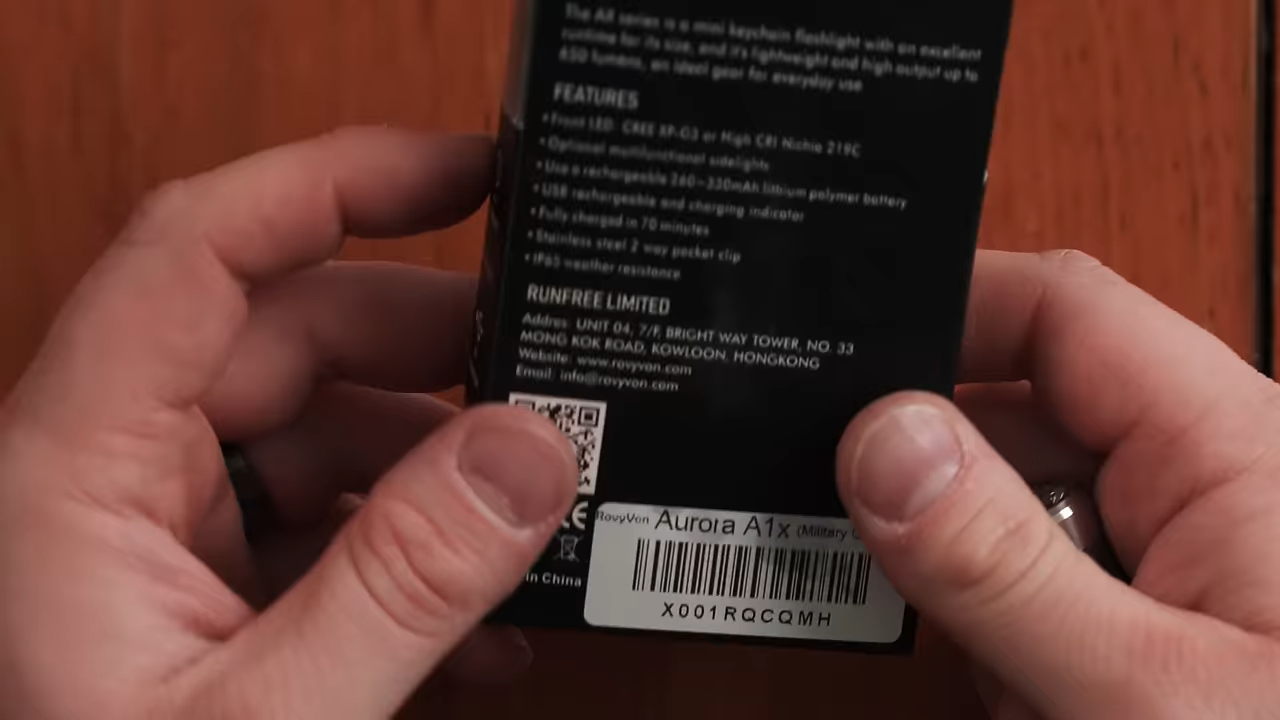 The A8 series is a mini keychain flashlight with an excellent
runtime for its size, and it's lightweight and high output up to
650 lumens, an ideal gear for everyday use
FEATURES
• Front LED: CREE XP-G3 or High CRI Nichia 219C
• Optional multifunctional sidelights
• Use a rechargeable 260~330mAh lithium polymer battery
• USB rechargeable and charging indicator
• Fully charged in 70 minutes
• Stainless steel 2 way pocket clip
• IP65 weather resistance
RUNFREE LIMITED
Addres: UNIT 04, 7/F, BRIGHT WAY TOWER, NO. 33
MONG KOK ROAD, KOWLOON, HONGKONG
Website: www.rovyvon.com
Email: info@rovyvon.com
CE
in China
RovyVon Aurora A1x (Military
X001RQCQMH